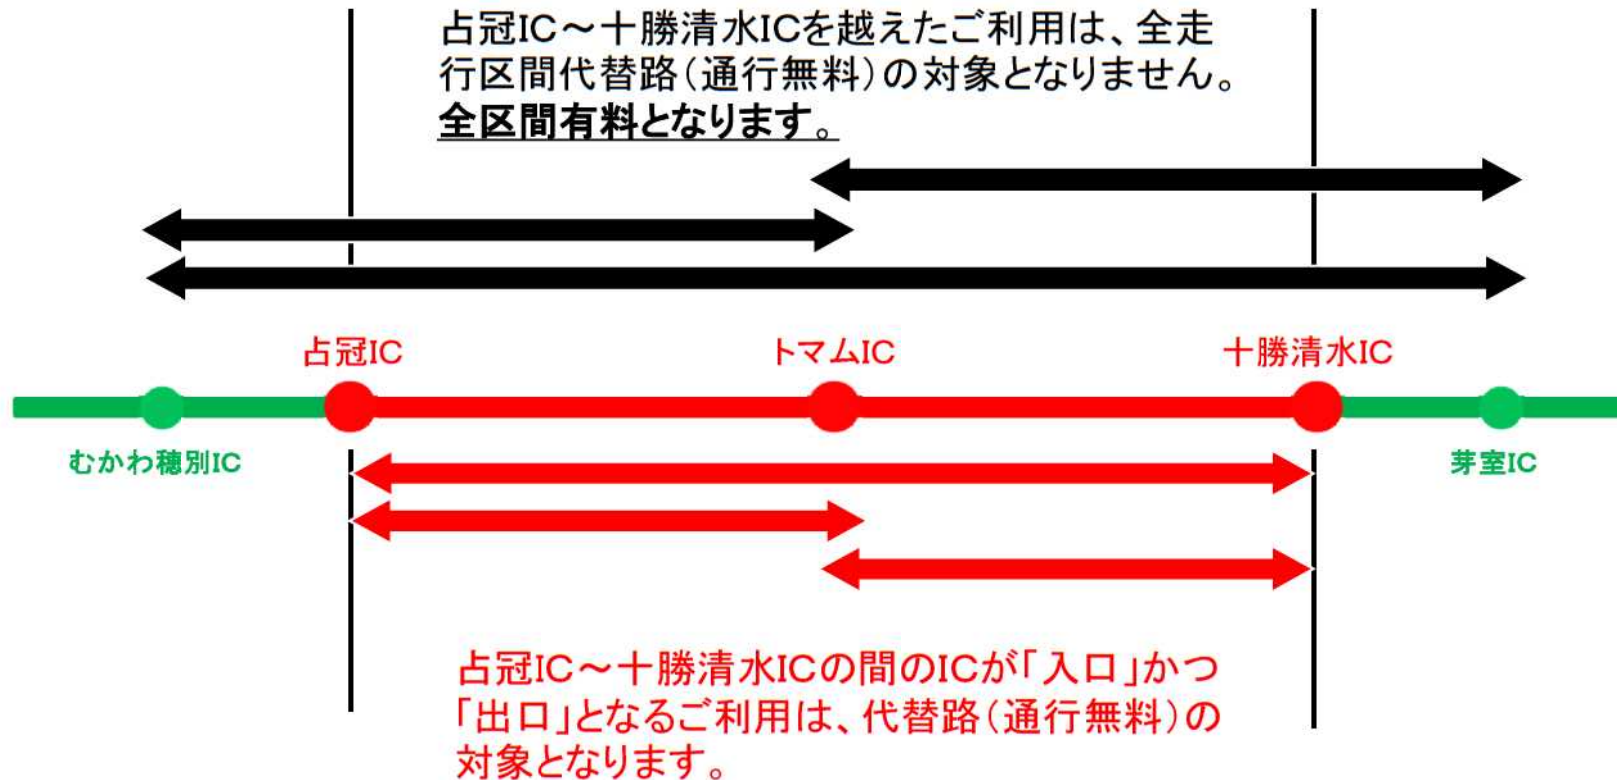 占冠IC～十勝清水ICを越えたご利用は、全走
行区間代替路(通行無料)の対象となりません。
全区間有料となります。
占冠IC
トマムIC
十勝清水IC
むかわ穂別IC
芽室IC
占冠IC～十勝清水ICの間のICが「入口」かつ
「出口」となるご利用は、代替路(通行無料)の
対象となります。